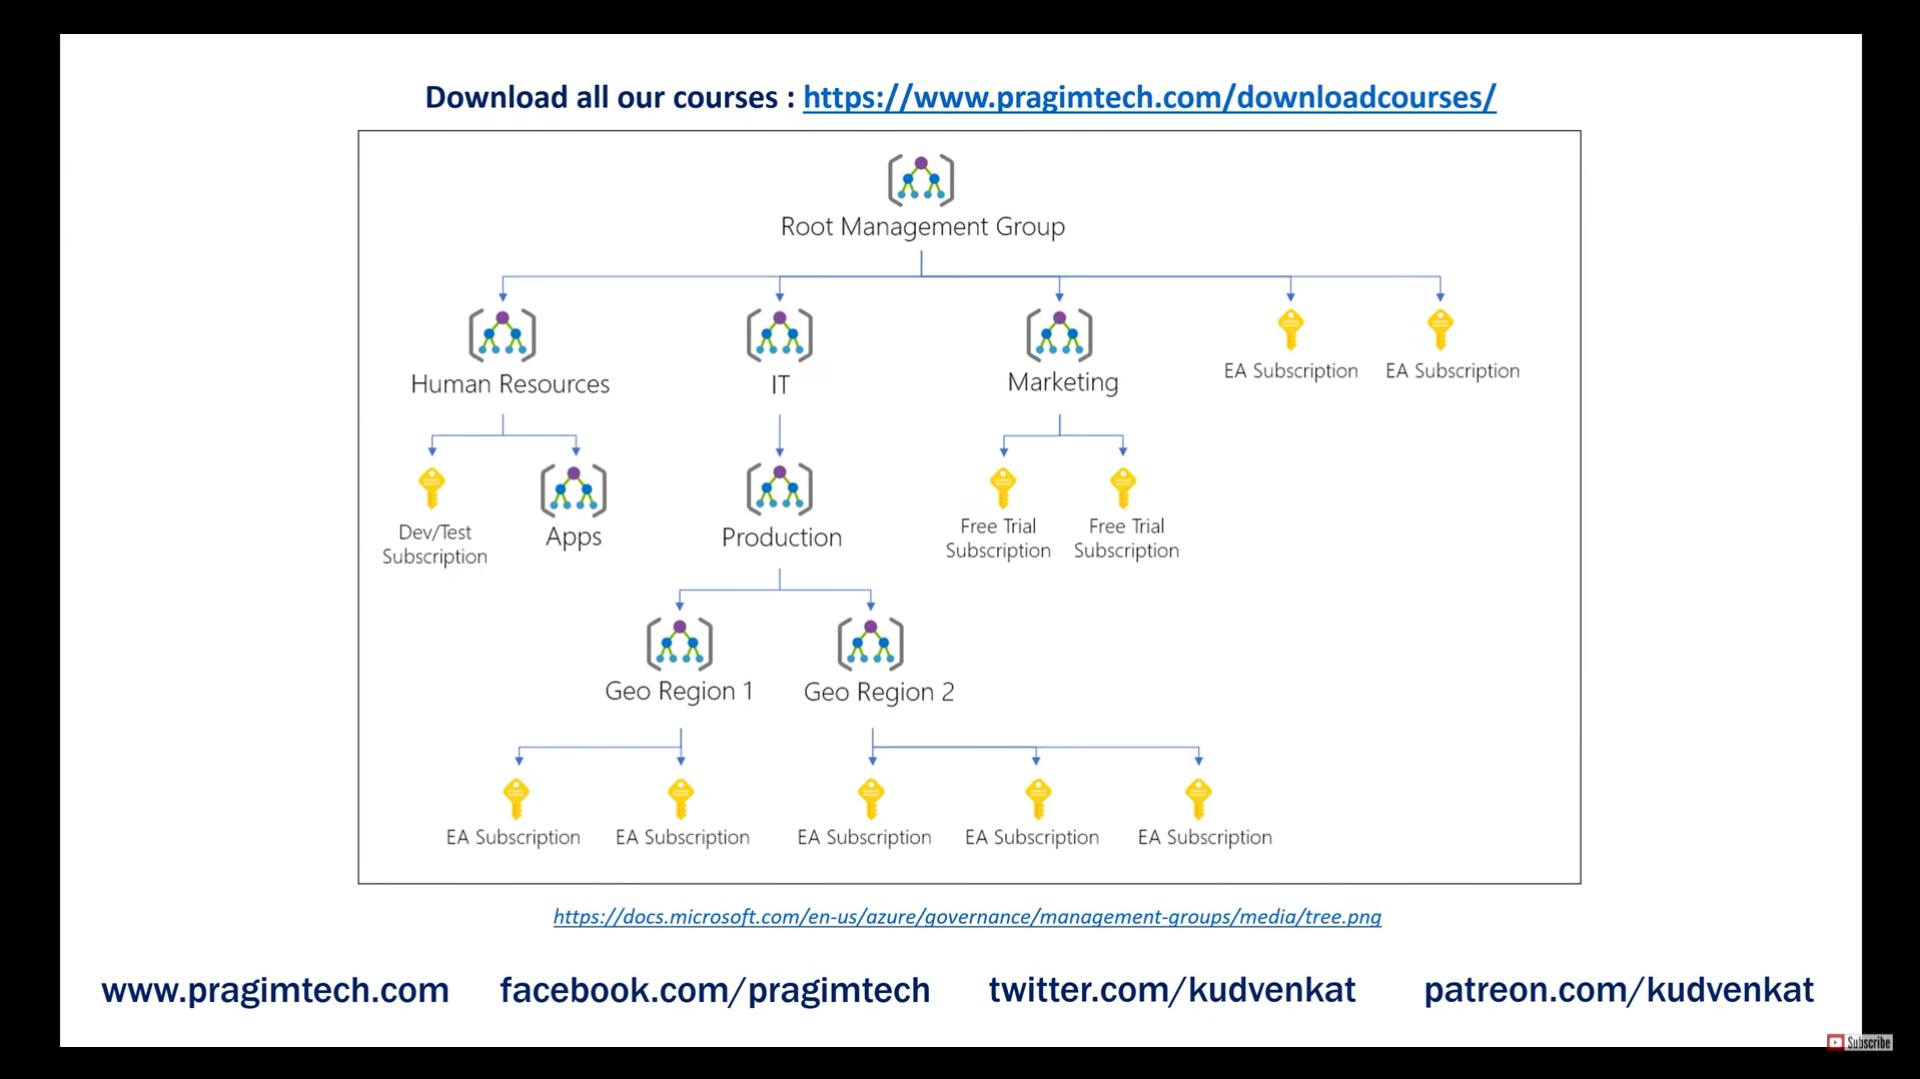 Download all our courses : https://www.pragimtech.com/downloadcourses/
Root Management Group
Human Resources
IT
Marketing
EA Subscription
EA Subscription
Dev/Test
Subscription
Apps
Production
Free Trial
Subscription
Free Trial
Subscription
Geo Region 1
Geo Region 2
EA Subscription
EA Subscription
EA Subscription
EA Subscription
EA Subscription
https://docs.microsoft.com/en-us/azure/governance/management-groups/media/tree.png
www.pragimtech.com
facebook.com/pragimtech
twitter.com/kudvenkat
patreon.com/kudvenkat
Subscribe